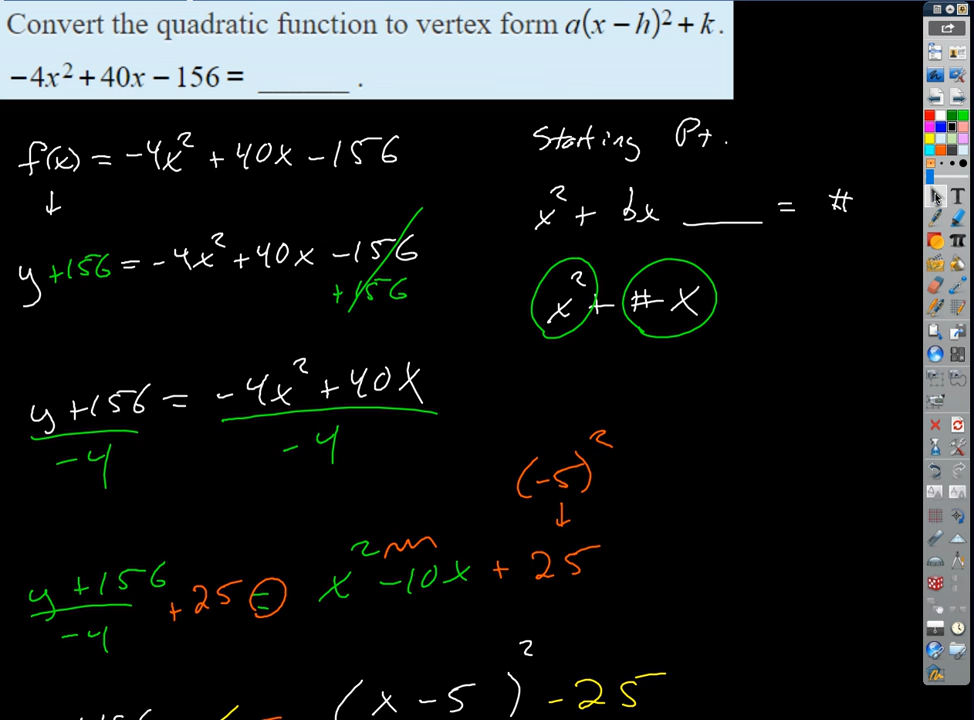 Convert the quadratic function to vertex form a(x − h)² + k.
−4x² + 40x − 156 = ______ .
f(x) = −4x² + 40x − 156
↓
y +156 = −4x² + 40x − 156
+156
y + 156 = −4x² + 40x
−4 −4
y + 156 + 25 = x² − 10x + 25
−4
(x − 5)² − 25
Starting Pt.
x² + bx ____ = #
x² + # x
(−5)²
↓
T